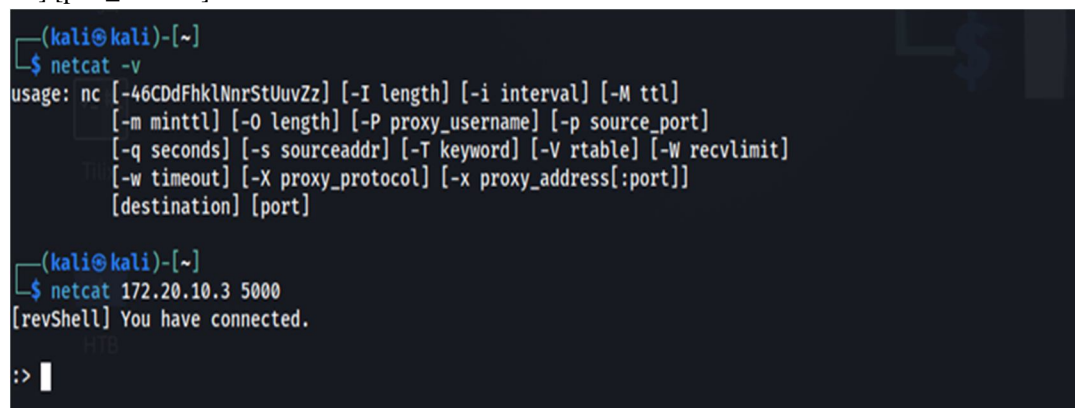 ┌──(kali㉿kali)-[~]
└─$ netcat -v
usage: nc [-46CDdFhklNnrStUuvZz] [-I length] [-i interval] [-M ttl]
[-m minttl] [-O length] [-P proxy_username] [-p source_port]
[-q seconds] [-s sourceaddr] [-T keyword] [-V rtable] [-W recvlimit]
[-w timeout] [-X proxy_protocol] [-x proxy_address[:port]]
[destination] [port]
┌──(kali㉿kali)-[~]
└─$ netcat 172.20.10.3 5000
[revShell] You have connected.
HTB
:>